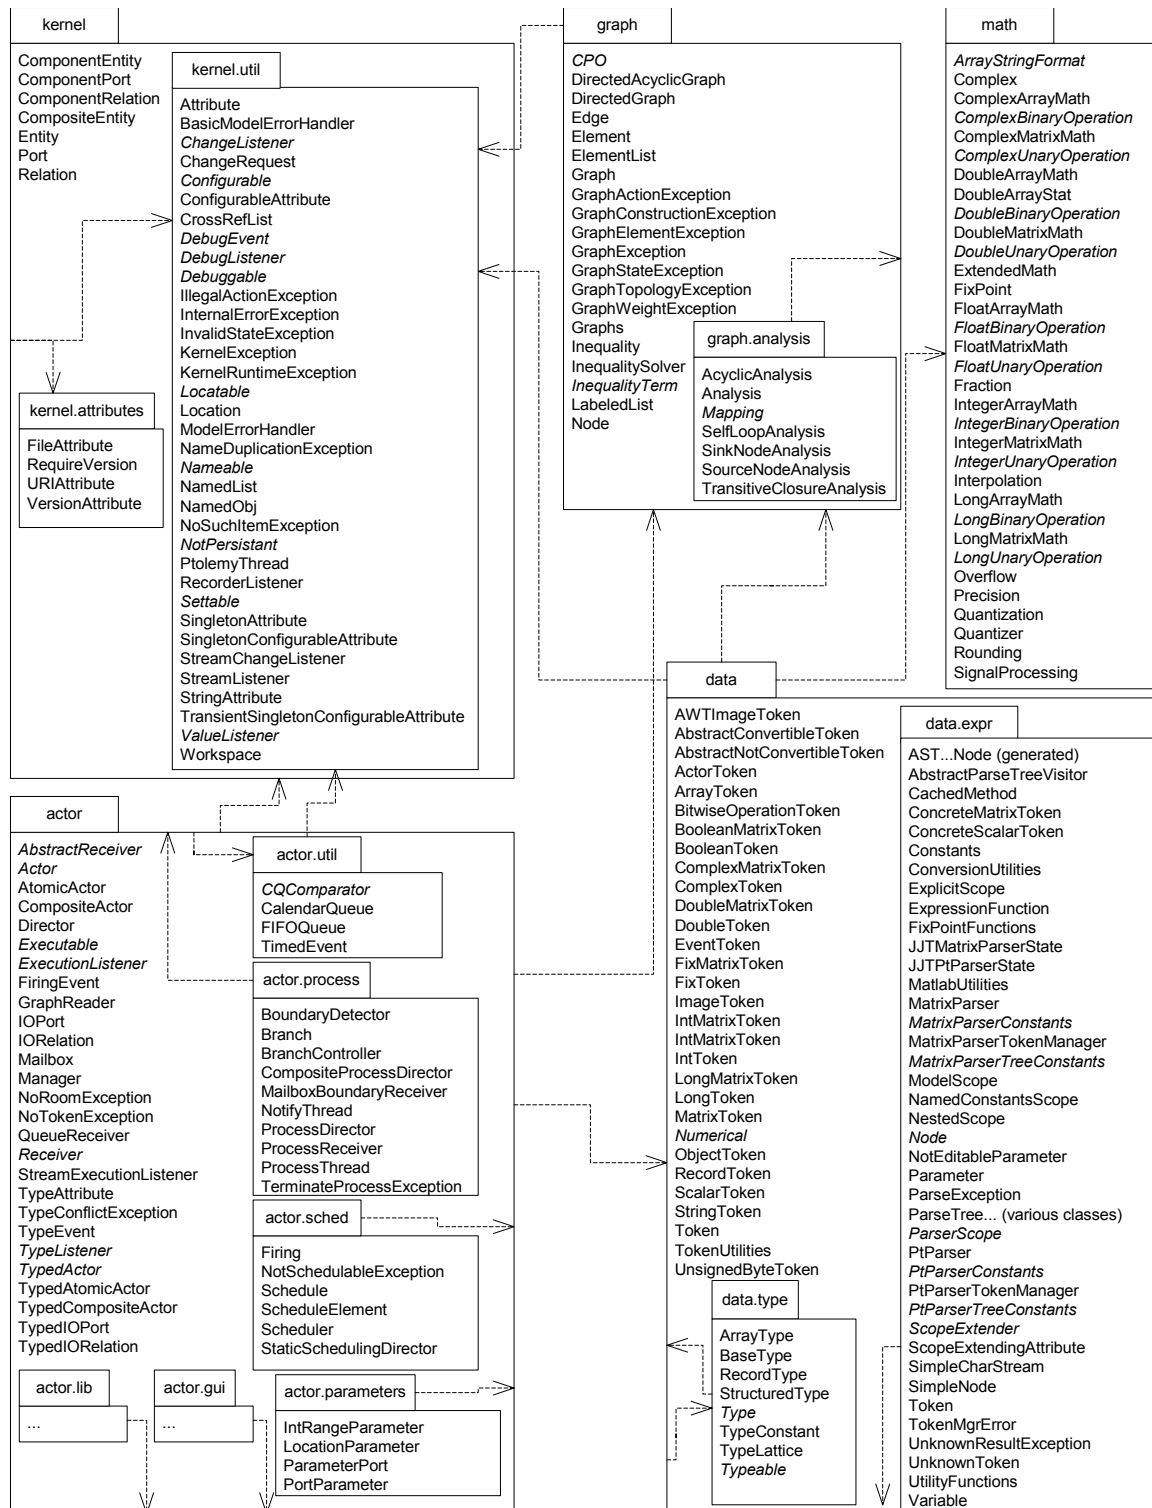 kernel
ComponentEntity
ComponentPort
ComponentRelation
CompositeEntity
Entity
Port
Relation
kernel.util
Attribute
BasicModelErrorHandler
ChangeListener
ChangeRequest
Configurable
ConfigurableAttribute
CrossRefList
DebugEvent
DebugListener
Debuggable
IllegalActionException
InternalErrorException
InvalidStateException
KernelException
KernelRuntimeException
Locatable
Location
ModelErrorHandler
NameDuplicationException
Nameable
NamedList
NamedObj
NoSuchItemException
NotPersistant
PtolemyThread
RecorderListener
Settable
SingletonAttribute
SingletonConfigurableAttribute
StreamChangeListener
StreamListener
StringAttribute
TransientSingletonConfigurableAttribute
ValueListener
Workspace
kernel.attributes
FileAttribute
RequireVersion
URIAttribute
VersionAttribute
graph
CPO
DirectedAcyclicGraph
DirectedGraph
Edge
Element
ElementList
Graph
GraphActionException
GraphConstructionException
GraphElementException
GraphException
GraphStateException
GraphTopologyException
GraphWeightException
Graphs
Inequality
InequalitySolver
InequalityTerm
LabeledList
Node
graph.analysis
AcyclicAnalysis
Analysis
Mapping
SelfLoopAnalysis
SinkNodeAnalysis
SourceNodeAnalysis
TransitiveClosureAnalysis
math
ArrayStringFormat
Complex
ComplexArrayMath
ComplexBinaryOperation
ComplexMatrixMath
ComplexUnaryOperation
DoubleArrayMath
DoubleArrayStat
DoubleBinaryOperation
DoubleMatrixMath
DoubleUnaryOperation
ExtendedMath
FixPoint
FloatArrayMath
FloatBinaryOperation
FloatMatrixMath
FloatUnaryOperation
Fraction
IntegerArrayMath
IntegerBinaryOperation
IntegerMatrixMath
IntegerUnaryOperation
Interpolation
LongArrayMath
LongBinaryOperation
LongMatrixMath
LongUnaryOperation
Overflow
Precision
Quantization
Quantizer
Rounding
SignalProcessing
actor
AbstractReceiver
Actor
AtomicActor
CompositeActor
Director
Executable
ExecutionListener
FiringEvent
GraphReader
IOPort
IORelation
Mailbox
Manager
NoRoomException
NoTokenException
QueueReceiver
Receiver
StreamExecutionListener
TypeAttribute
TypeConflictException
TypeEvent
TypeListener
TypedActor
TypedAtomicActor
TypedCompositeActor
TypedIOPort
TypedIORelation
actor.util
CQComparator
CalendarQueue
FIFOQueue
TimedEvent
actor.process
BoundaryDetector
Branch
BranchController
CompositeProcessDirector
MailboxBoundaryReceiver
NotifyThread
ProcessDirector
ProcessReceiver
ProcessThread
TerminateProcessException
actor.sched
Firing
NotSchedulableException
Schedule
ScheduleElement
Scheduler
StaticSchedulingDirector
actor.lib
...
actor.gui
...
actor.parameters
IntRangeParameter
LocationParameter
ParameterPort
PortParameter
data
AWTImageToken
AbstractConvertibleToken
AbstractNotConvertibleToken
ActorToken
ArrayToken
BitwiseOperationToken
BooleanMatrixToken
BooleanToken
ComplexMatrixToken
ComplexToken
DoubleMatrixToken
DoubleToken
EventToken
FixMatrixToken
FixToken
ImageToken
IntMatrixToken
IntMatrixToken
IntToken
LongMatrixToken
LongToken
MatrixToken
Numerical
ObjectToken
RecordToken
ScalarToken
StringToken
Token
TokenUtilities
UnsignedByteToken
data.type
ArrayType
BaseType
RecordType
StructuredType
Type
TypeConstant
TypeLattice
Typeable
data.expr
AST...Node (generated)
AbstractParseTreeVisitor
CachedMethod
ConcreteMatrixToken
ConcreteScalarToken
Constants
ConversionUtilities
ExplicitScope
ExpressionFunction
FixPointFunctions
JJTMatrixParserState
JJTPtParserState
MatlabUtilities
MatrixParser
MatrixParserConstants
MatrixParserTokenManager
MatrixParserTreeConstants
ModelScope
NamedConstantsScope
NestedScope
Node
NotEditableParameter
Parameter
ParseException
ParseTree... (various classes)
ParserScope
PtParser
PtParserConstants
PtParserTokenManager
PtParserTreeConstants
ScopeExtender
ScopeExtendingAttribute
SimpleCharStream
SimpleNode
Token
TokenMgrError
UnknownResultException
UnknownToken
UtilityFunctions
Variable